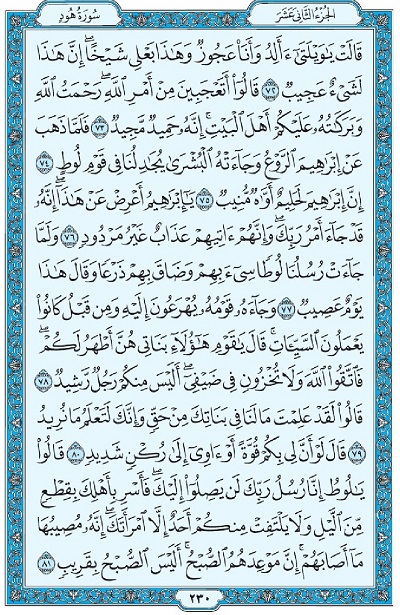 الجزء الثاني عشر سورة هود
قَالَتْ يَٰوَيْلَتَىٰٓ ءَأَلِدُ وَأَنَا۠ عَجُوزٌ وَهَٰذَا بَعْلِى شَيْخًا ۖ إِنَّ هَٰذَا
لَشَىْءٌ عَجِيبٌ ٧٢ قَالُوٓا۟ أَتَعْجَبِينَ مِنْ أَمْرِ ٱللَّهِ ۖ رَحْمَتُ ٱللَّهِ
وَبَرَكَٰتُهُۥ عَلَيْكُمْ أَهْلَ ٱلْبَيْتِ ۚ إِنَّهُۥ حَمِيدٌ مَّجِيدٌ ٧٣ فَلَمَّا ذَهَبَ
عَنْ إِبْرَٰهِيمَ ٱلرَّوْعُ وَجَآءَتْهُ ٱلْبُشْرَىٰ يُجَٰدِلُنَا فِى قَوْمِ لُوطٍ ٧٤
إِنَّ إِبْرَٰهِيمَ لَحَلِيمٌ أَوَّٰهٌ مُّنِيبٌ ٧٥ يَٰٓإِبْرَٰهِيمُ أَعْرِضْ عَنْ هَٰذَآ ۖ إِنَّهُۥ
قَدْ جَآءَ أَمْرُ رَبِّكَ ۖ وَإِنَّهُمْ ءَاتِيهِمْ عَذَابٌ غَيْرُ مَرْدُودٍ ٧٦ وَلَمَّا
جَآءَتْ رُسُلُنَا لُوطًا سِىٓءَ بِهِمْ وَضَاقَ بِهِمْ ذَرْعًا وَقَالَ هَٰذَا
يَوْمٌ عَصِيبٌ ٧٧ وَجَآءَهُۥ قَوْمُهُۥ يُهْرَعُونَ إِلَيْهِ وَمِن قَبْلُ كَانُوا۟
يَعْمَلُونَ ٱلسَّيِّـَٔاتِ ۚ قَالَ يَٰقَوْمِ هَٰٓؤُلَآءِ بَنَاتِى هُنَّ أَطْهَرُ لَكُمْ ۖ
فَٱتَّقُوا۟ ٱللَّهَ وَلَا تُخْزُونِ فِى ضَيْفِىٓ ۖ أَلَيْسَ مِنكُمْ رَجُلٌ رَّشِيدٌ ٧٨
قَالُوا۟ لَقَدْ عَلِمْتَ مَا لَنَا فِى بَنَاتِكَ مِنْ حَقٍّ وَإِنَّكَ لَتَعْلَمُ مَا نُرِيدُ
٧٩ قَالَ لَوْ أَنَّ لِى بِكُمْ قُوَّةً أَوْ ءَاوِىٓ إِلَىٰ رُكْنٍ شَدِيدٍ ٨٠ قَالُوا۟
يَٰلُوطُ إِنَّا رُسُلُ رَبِّكَ لَن يَصِلُوٓا۟ إِلَيْكَ ۖ فَأَسْرِ بِأَهْلِكَ بِقِطْعٍ
مِّنَ ٱلَّيْلِ وَلَا يَلْتَفِتْ مِنكُمْ أَحَدٌ إِلَّا ٱمْرَأَتَكَ ۖ إِنَّهُۥ مُصِيبُهَا
مَآ أَصَابَهُمْ ۚ إِنَّ مَوْعِدَهُمُ ٱلصُّبْحُ ۚ أَلَيْسَ ٱلصُّبْحُ بِقَرِيبٍ ٨١
٢٣٠